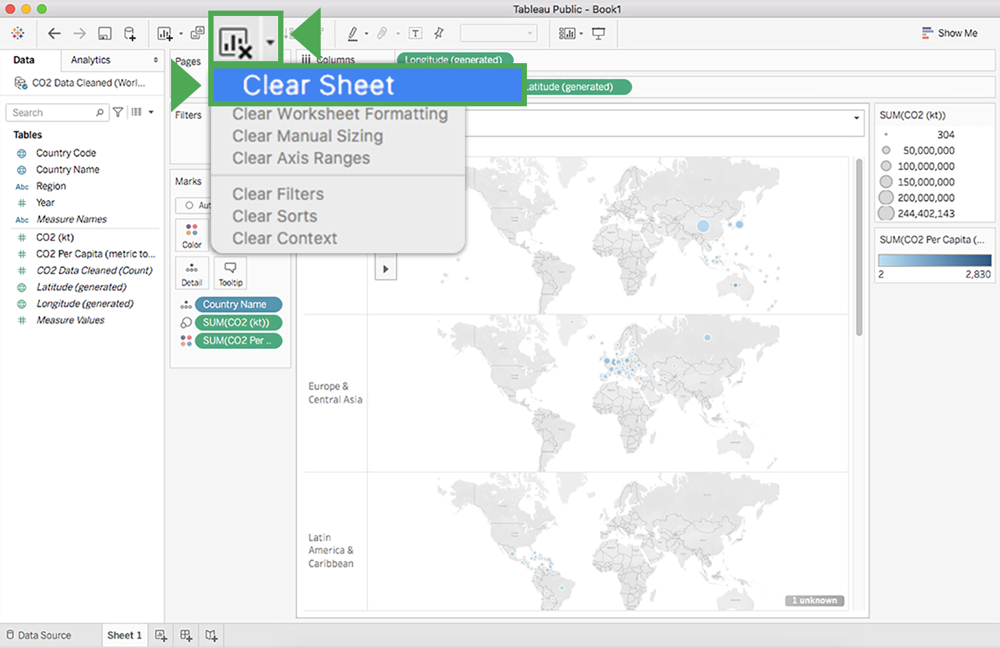 Tableau Public - Book1
Show Me
Data
Analytics
Pages
Columns
Longitude (generated)
CO2 Data Cleaned (Worl...
Clear Sheet
Latitude (generated)
Search
Filters
Clear Worksheet Formatting
Clear Manual Sizing
Clear Axis Ranges
Clear Filters
Clear Sorts
Clear Context
SUM(CO2 (kt))
304
50,000,000
100,000,000
150,000,000
200,000,000
244,402,143
SUM(CO2 Per Capita (...
2
2,830
Tables
Country Code
Country Name
Abc Region
Year
Abc Measure Names
CO2 (kt)
CO2 Per Capita (metric to...
CO2 Data Cleaned (Count)
Latitude (generated)
Longitude (generated)
Measure Values
Marks
Aut
Color
Detail
Tooltip
Country Name
SUM(CO2 (kt))
SUM(CO2 Per ..
Europe &
Central Asia
Latin
America &
Caribbean
1 unknown
Data Source
Sheet 1